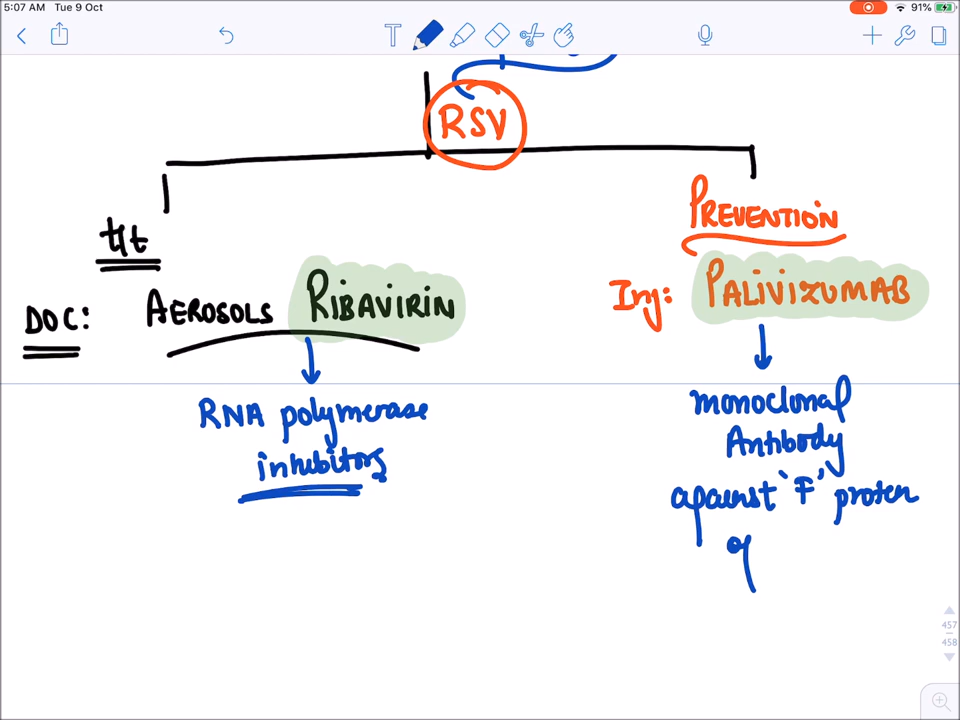 5:07 AM Tue 9 Oct
91%
T
RSV
PREVENTION
t/t
Inj: PALIVIZUMAB
DOC: AEROSOLS RIBAVIRIN
RNA polymerase
inhibitors
monoclonal
Antibody
against 'F' protein
of
457
458